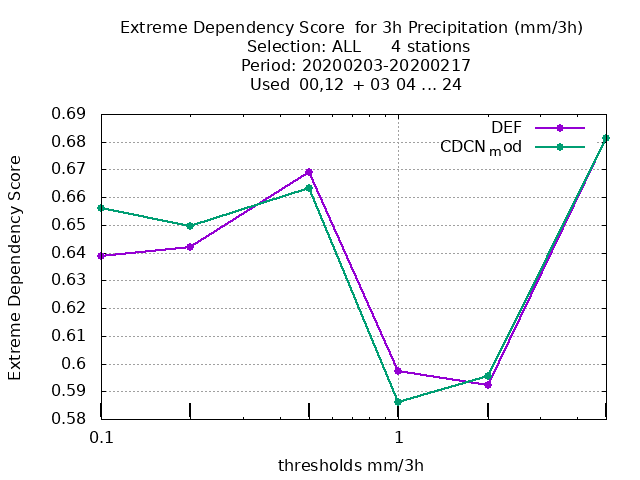 Extreme Dependency Score  for 3h Precipitation (mm/3h)
Selection: ALL      4 stations
Period: 20200203-20200217
Used  00,12  + 03 04 ... 24
0.69
0.68
0.67
0.66
0.65
0.64
0.63
0.62
0.61
0.6
0.59
0.58
Extreme Dependency Score
DEF
CDCNmod
0.1
1
thresholds mm/3h